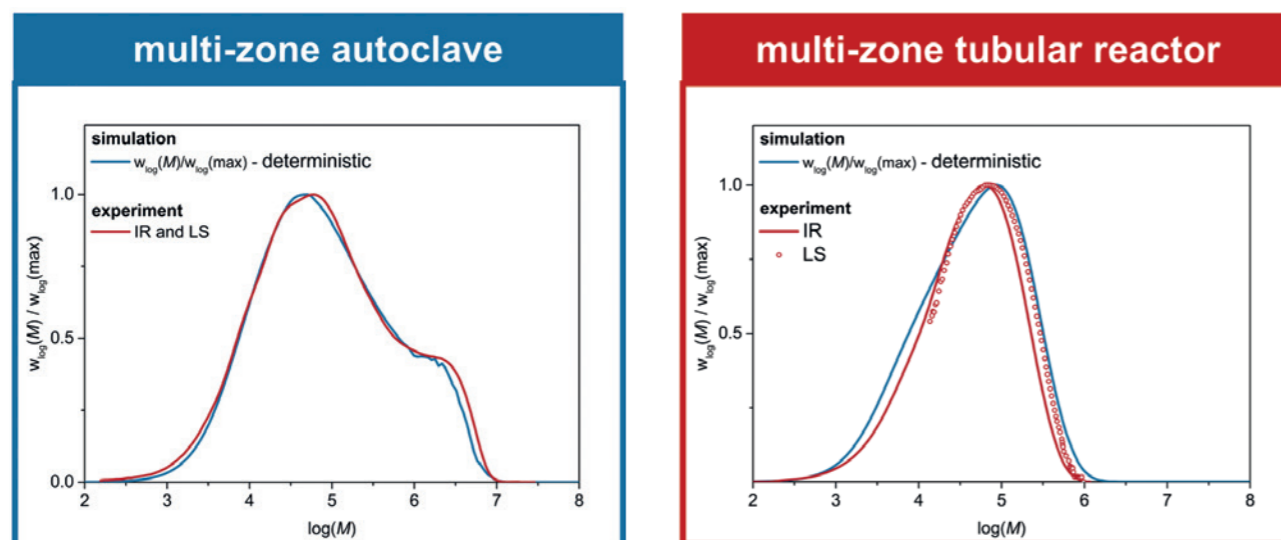 multi-zone autoclave
simulation
w_log(M)/w_log(max) - deterministic
experiment
IR and LS
w_log(M) / w_log(max)
1.0
0.5
0.0
2 3 4 5 6 7 8
log(M)
multi-zone tubular reactor
simulation
w_log(M)/w_log(max) - deterministic
experiment
IR
LS
w_log(M) / w_log(max)
1.0
0.5
2 3 4 5 6 7 8
log(M)